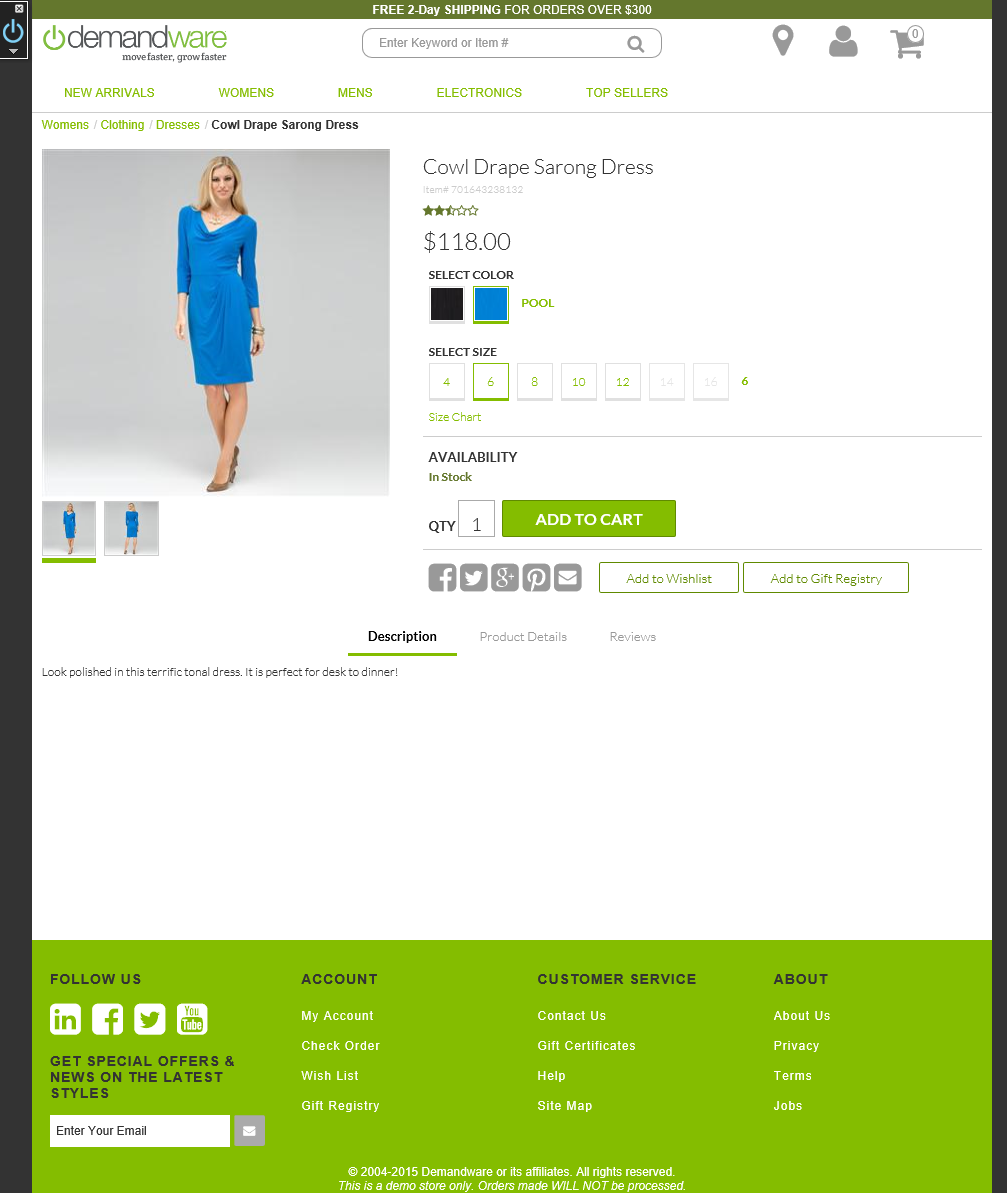 FREE 2-Day SHIPPING FOR ORDERS OVER $300
demandware
move faster, grow faster
Enter Keyword or Item #
0
NEW ARRIVALS WOMENS MENS ELECTRONICS TOP SELLERS
Womens / Clothing / Dresses / Cowl Drape Sarong Dress
Cowl Drape Sarong Dress
Item# 701643238132
$118.00
SELECT COLOR
POOL
SELECT SIZE
4 6 8 10 12 14 16 6
Size Chart
AVAILABILITY
In Stock
QTY 1 ADD TO CART
Add to Wishlist Add to Gift Registry
Description Product Details Reviews
Look polished in this terrific tonal dress. It is perfect for desk to dinner!
FOLLOW US
in f You Tube
GET SPECIAL OFFERS &
NEWS ON THE LATEST
STYLES
Enter Your Email
ACCOUNT
My Account
Check Order
Wish List
Gift Registry
CUSTOMER SERVICE
Contact Us
Gift Certificates
Help
Site Map
ABOUT
About Us
Privacy
Terms
Jobs
© 2004-2015 Demandware or its affiliates. All rights reserved.
This is a demo store only. Orders made WILL NOT be processed.